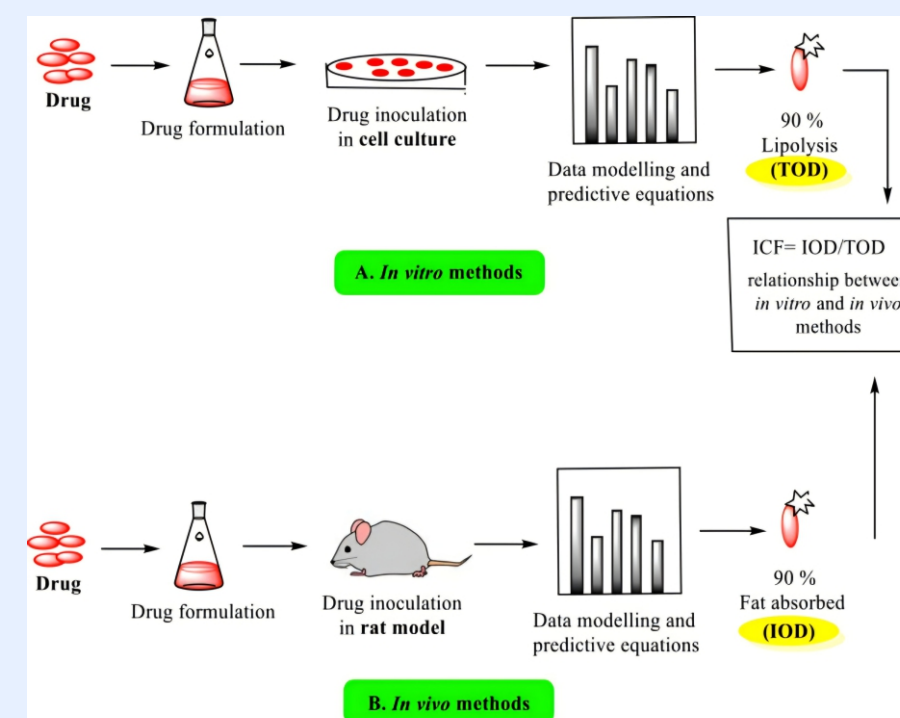 Drug
Drug formulation
Drug inoculation
in cell culture
Data modelling and
predictive equations
90 %
Lipolysis
(TOD)
A. In vitro methods
ICF= IOD/TOD
relationship between
in vitro and in vivo
methods
Drug
Drug formulation
Drug inoculation
in rat model
Data modelling and
predictive equations
90 %
Fat absorbed
(IOD)
B. In vivo methods